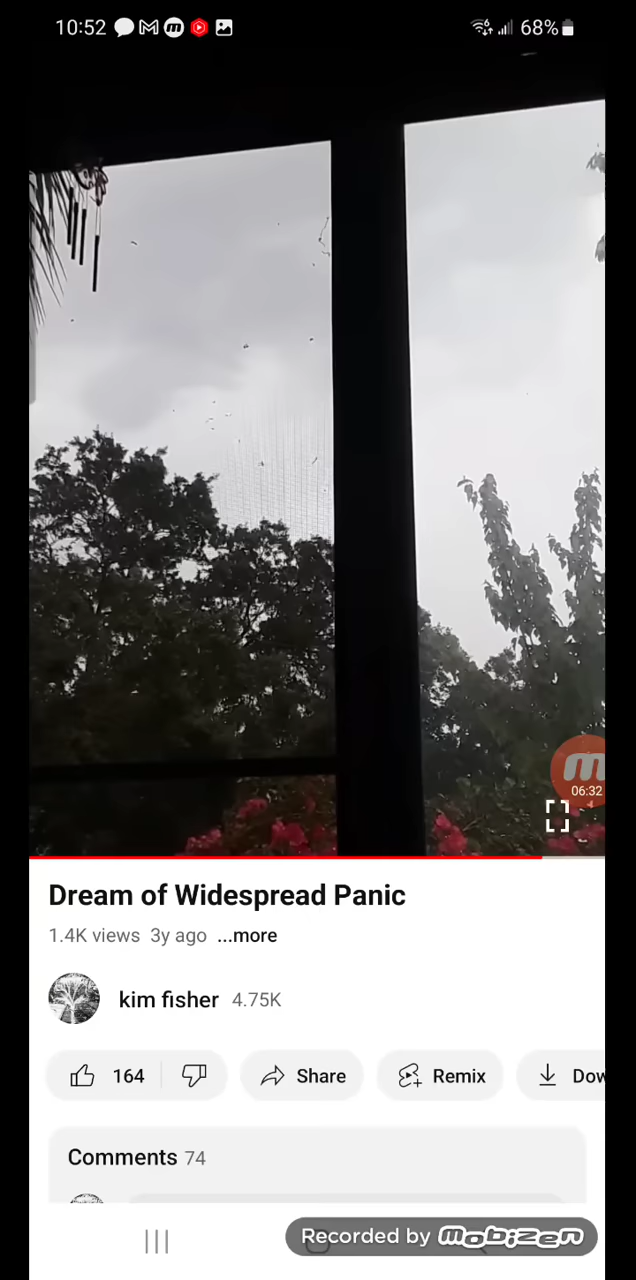 10:52
68%
06:32
Dream of Widespread Panic
1.4K views 3y ago ...more
kim fisher 4.75K
164 Share Remix Dow
Comments 74
Recorded by mobizen